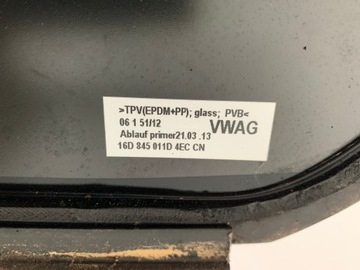 >TPV(EPDM+PP); glass; PVB<
06 1 51/12
Ablauf primer21.03 .13 VWAG
16D 845 011D 4EC CN